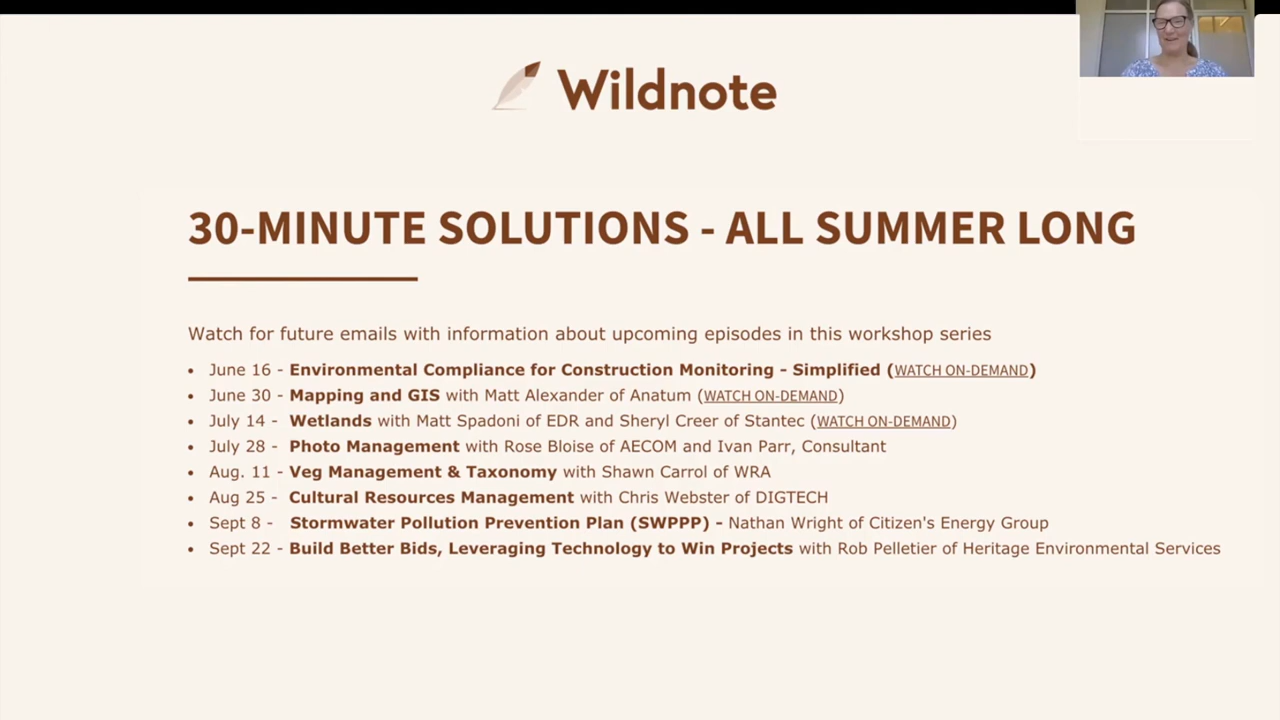 Wildnote
30-MINUTE SOLUTIONS - ALL SUMMER LONG
Watch for future emails with information about upcoming episodes in this workshop series
• June 16 - Environmental Compliance for Construction Monitoring - Simplified (WATCH ON-DEMAND)
• June 30 - Mapping and GIS with Matt Alexander of Anatum (WATCH ON-DEMAND)
• July 14 - Wetlands with Matt Spadoni of EDR and Sheryl Creer of Stantec (WATCH ON-DEMAND)
• July 28 - Photo Management with Rose Bloise of AECOM and Ivan Parr, Consultant
• Aug. 11 - Veg Management & Taxonomy with Shawn Carrol of WRA
• Aug 25 - Cultural Resources Management with Chris Webster of DIGTECH
• Sept 8 - Stormwater Pollution Prevention Plan (SWPPP) - Nathan Wright of Citizen's Energy Group
• Sept 22 - Build Better Bids, Leveraging Technology to Win Projects with Rob Pelletier of Heritage Environmental Services